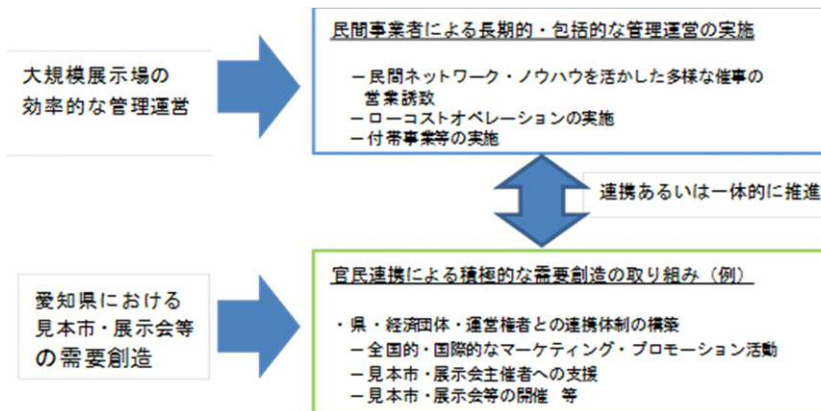 大規模展示場の
効率的な管理運営
民間事業者による長期的・包括的な管理運営の実施
－民間ネットワーク・ノウハウを活かした多様な催事の
営業誘致
－ローコストオペレーションの実施
－付帯事業等の実施
連携あるいは一体的に推進
愛知県における
見本市・展示会等
の需要創造
官民連携による積極的な需要創造の取り組み（例）
・県・経済団体・運営権者との連携体制の構築
－全国的・国際的なマーケティング・プロモーション活動
－見本市・展示会主催者への支援
－見本市・展示会等の開催 等